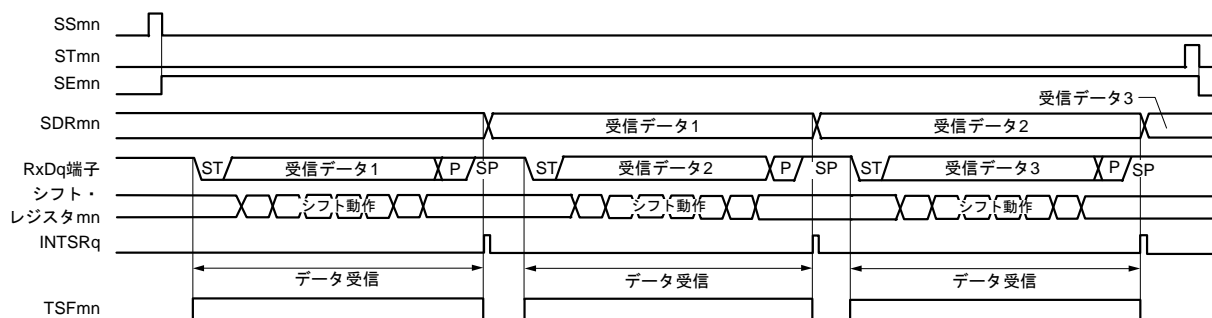 SSmn
STmn
SEmn
受信データ3
SDRmn
受信データ1
受信データ2
RxDq端子
ST
受信データ1
P
SP
ST
受信データ2
P
SP
ST
受信データ3
P
SP
シフト・
レジスタmn
シフト動作
シフト動作
シフト動作
INTSRq
データ受信
データ受信
データ受信
TSFmn